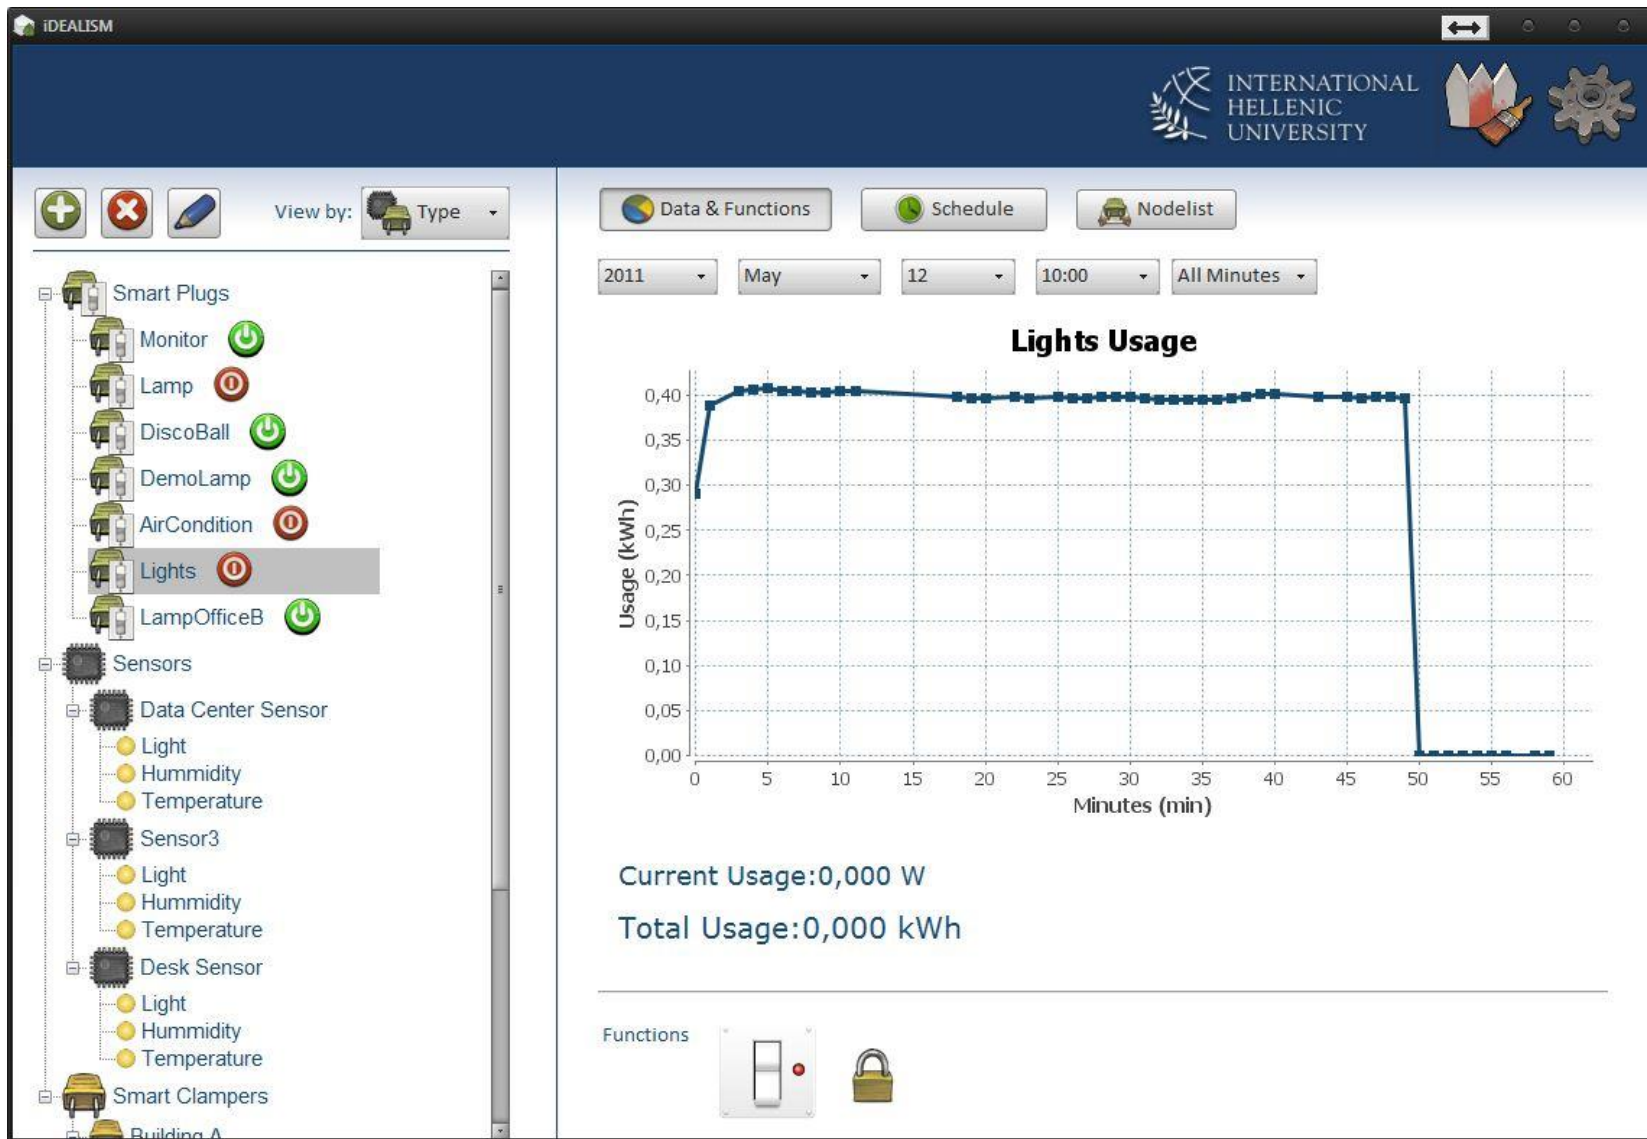 iDEALISM
INTERNATIONAL
HELLENIC
UNIVERSITY
View by: Type
Smart Plugs
Monitor
Lamp
DiscoBall
DemoLamp
AirCondition
Lights
LampOfficeB
Sensors
Data Center Sensor
Light
Hummidity
Temperature
Sensor3
Light
Hummidity
Temperature
Desk Sensor
Light
Hummidity
Temperature
Smart Clampers
Building A
Data & Functions Schedule Nodelist
2011 May 12 10:00 All Minutes
Lights Usage
Usage (kWh)
0,40
0,35
0,30
0,25
0,20
0,15
0,10
0,05
0,00
0 5 10 15 20 25 30 35 40 45 50 55 60
Minutes (min)
Current Usage:0,000 W
Total Usage:0,000 kWh
Functions